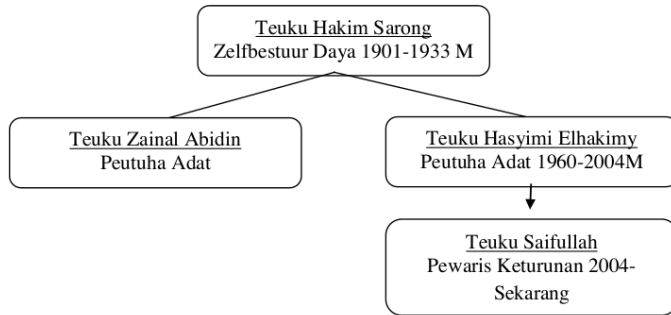 Teuku Hakim Sarong
Zelfbestuur Daya 1901-1933 M
Teuku Zainal Abidin
Peutuha Adat
Teuku Hasyimi Elhakimy
Peutuha Adat 1960-2004M
Teuku Saifullah
Pewaris Keturunan 2004-
Sekarang